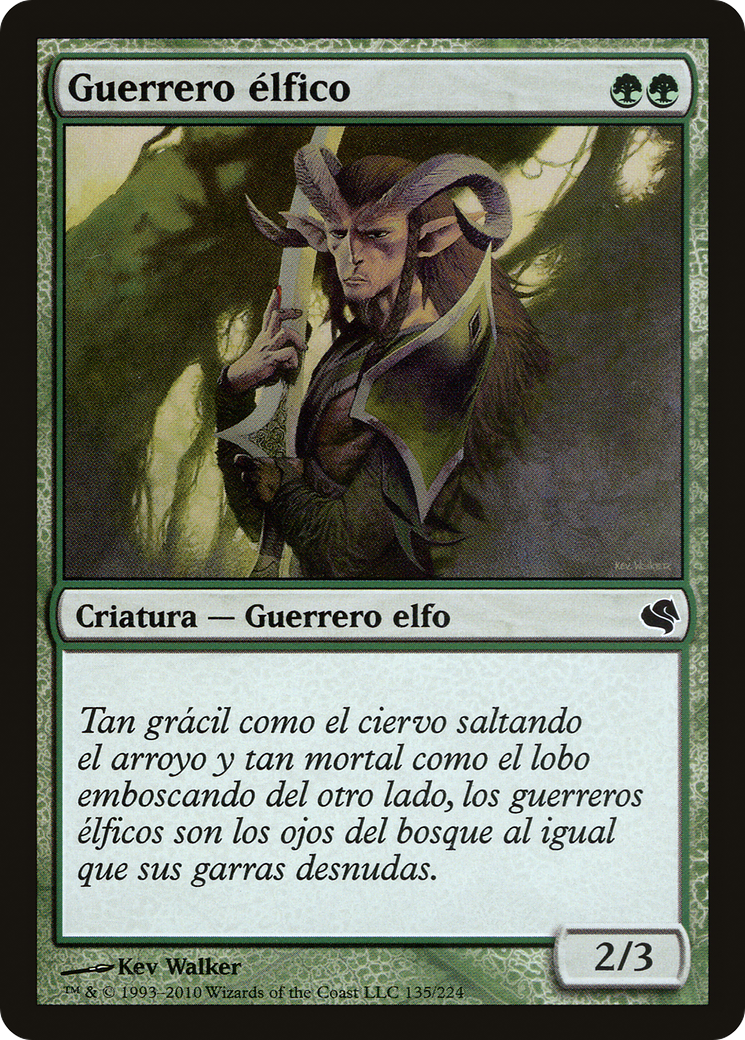 Guerrero élfico
Kev Walker
Criatura — Guerrero elfo
Tan grácil como el ciervo saltando
el arroyo y tan mortal como el lobo
emboscando del otro lado, los guerreros
élficos son los ojos del bosque al igual
que sus garras desnudas.
2/3
Kev Walker
™ & © 1993–2010 Wizards of the Coast LLC 135/224